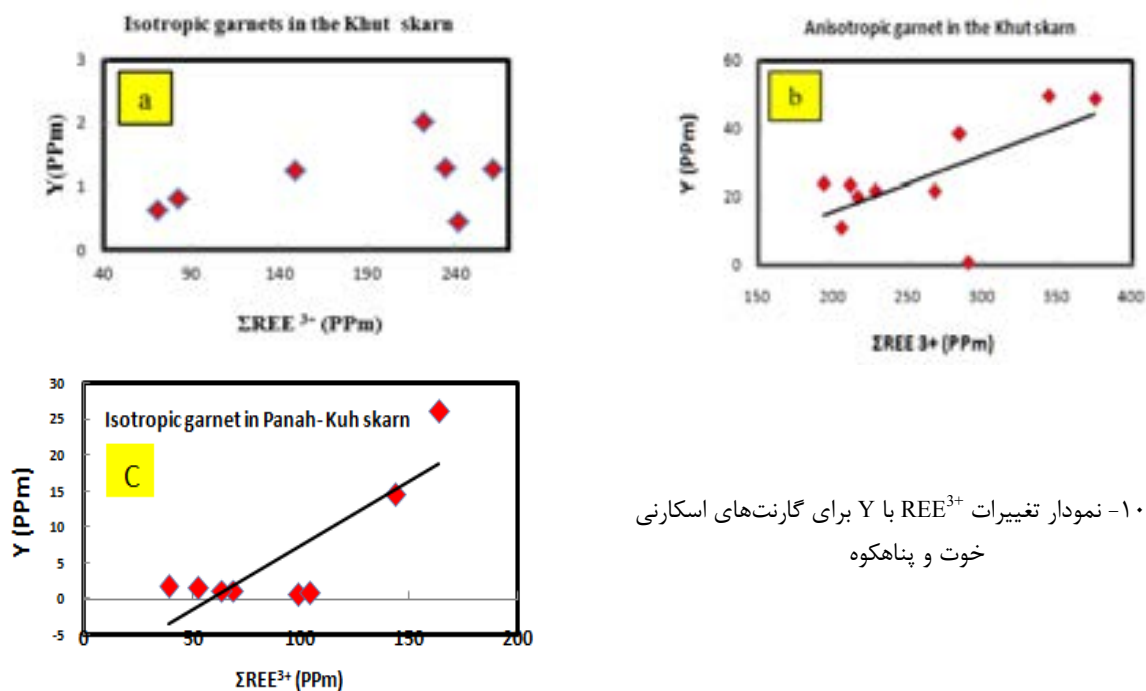 Isotropic garnets in the Khut skarn
3
2
1
0
Y(PPm)
a
40 90 140 190 240
ΣREE ³⁺ (PPm)
Anisotropic garnet in the Khut skarn
60
40
20
0
Y (PPm)
b
150 200 250 300 350 400
ΣREE 3+ (PPm)
Isotropic garnet in Panah-Kuh skarn
30
25
20
15
10
5
0
-5
Y (PPm)
C
0 50 100 150 200
ΣREE³⁺ (PPm)
۱۰- نمودار تغییرات REE³⁺ با Y برای گارنت‌های اسکارنی
خوت و پناهکوه